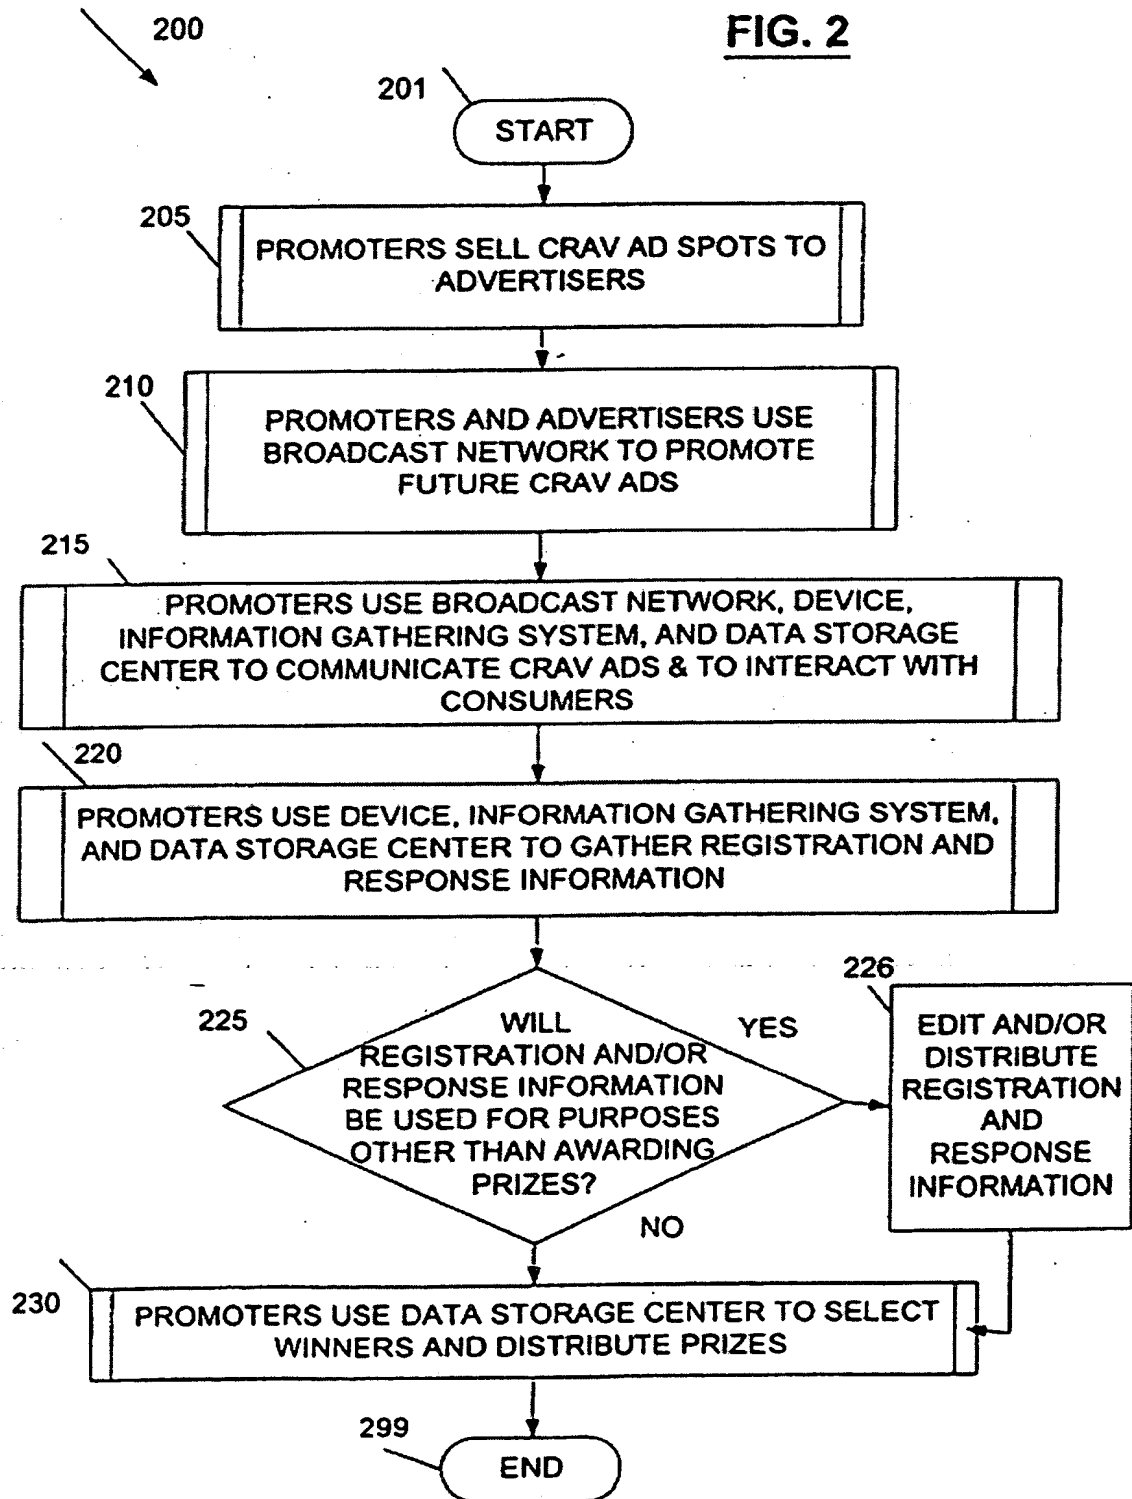 200
FIG. 2
201
START
205
PROMOTERS SELL CRAV AD SPOTS TO
ADVERTISERS
210
PROMOTERS AND ADVERTISERS USE
BROADCAST NETWORK TO PROMOTE
FUTURE CRAV ADS
215
PROMOTERS USE BROADCAST NETWORK, DEVICE,
INFORMATION GATHERING SYSTEM, AND DATA STORAGE
CENTER TO COMMUNICATE CRAV ADS & TO INTERACT WITH
CONSUMERS
220
PROMOTERS USE DEVICE, INFORMATION GATHERING SYSTEM,
AND DATA STORAGE CENTER TO GATHER REGISTRATION AND
RESPONSE INFORMATION
225
WILL
REGISTRATION AND/OR
RESPONSE INFORMATION
BE USED FOR PURPOSES
OTHER THAN AWARDING
PRIZES?
YES
NO
226
EDIT AND/OR
DISTRIBUTE
REGISTRATION
AND
RESPONSE
INFORMATION
230
PROMOTERS USE DATA STORAGE CENTER TO SELECT
WINNERS AND DISTRIBUTE PRIZES
299
END